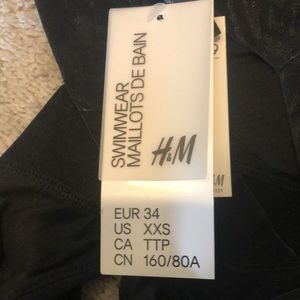 SWIMWEAR
MAILLOTS DE BAIN
H&M
EUR 34
US XXS
CA TTP
CN 160/80A
H&M